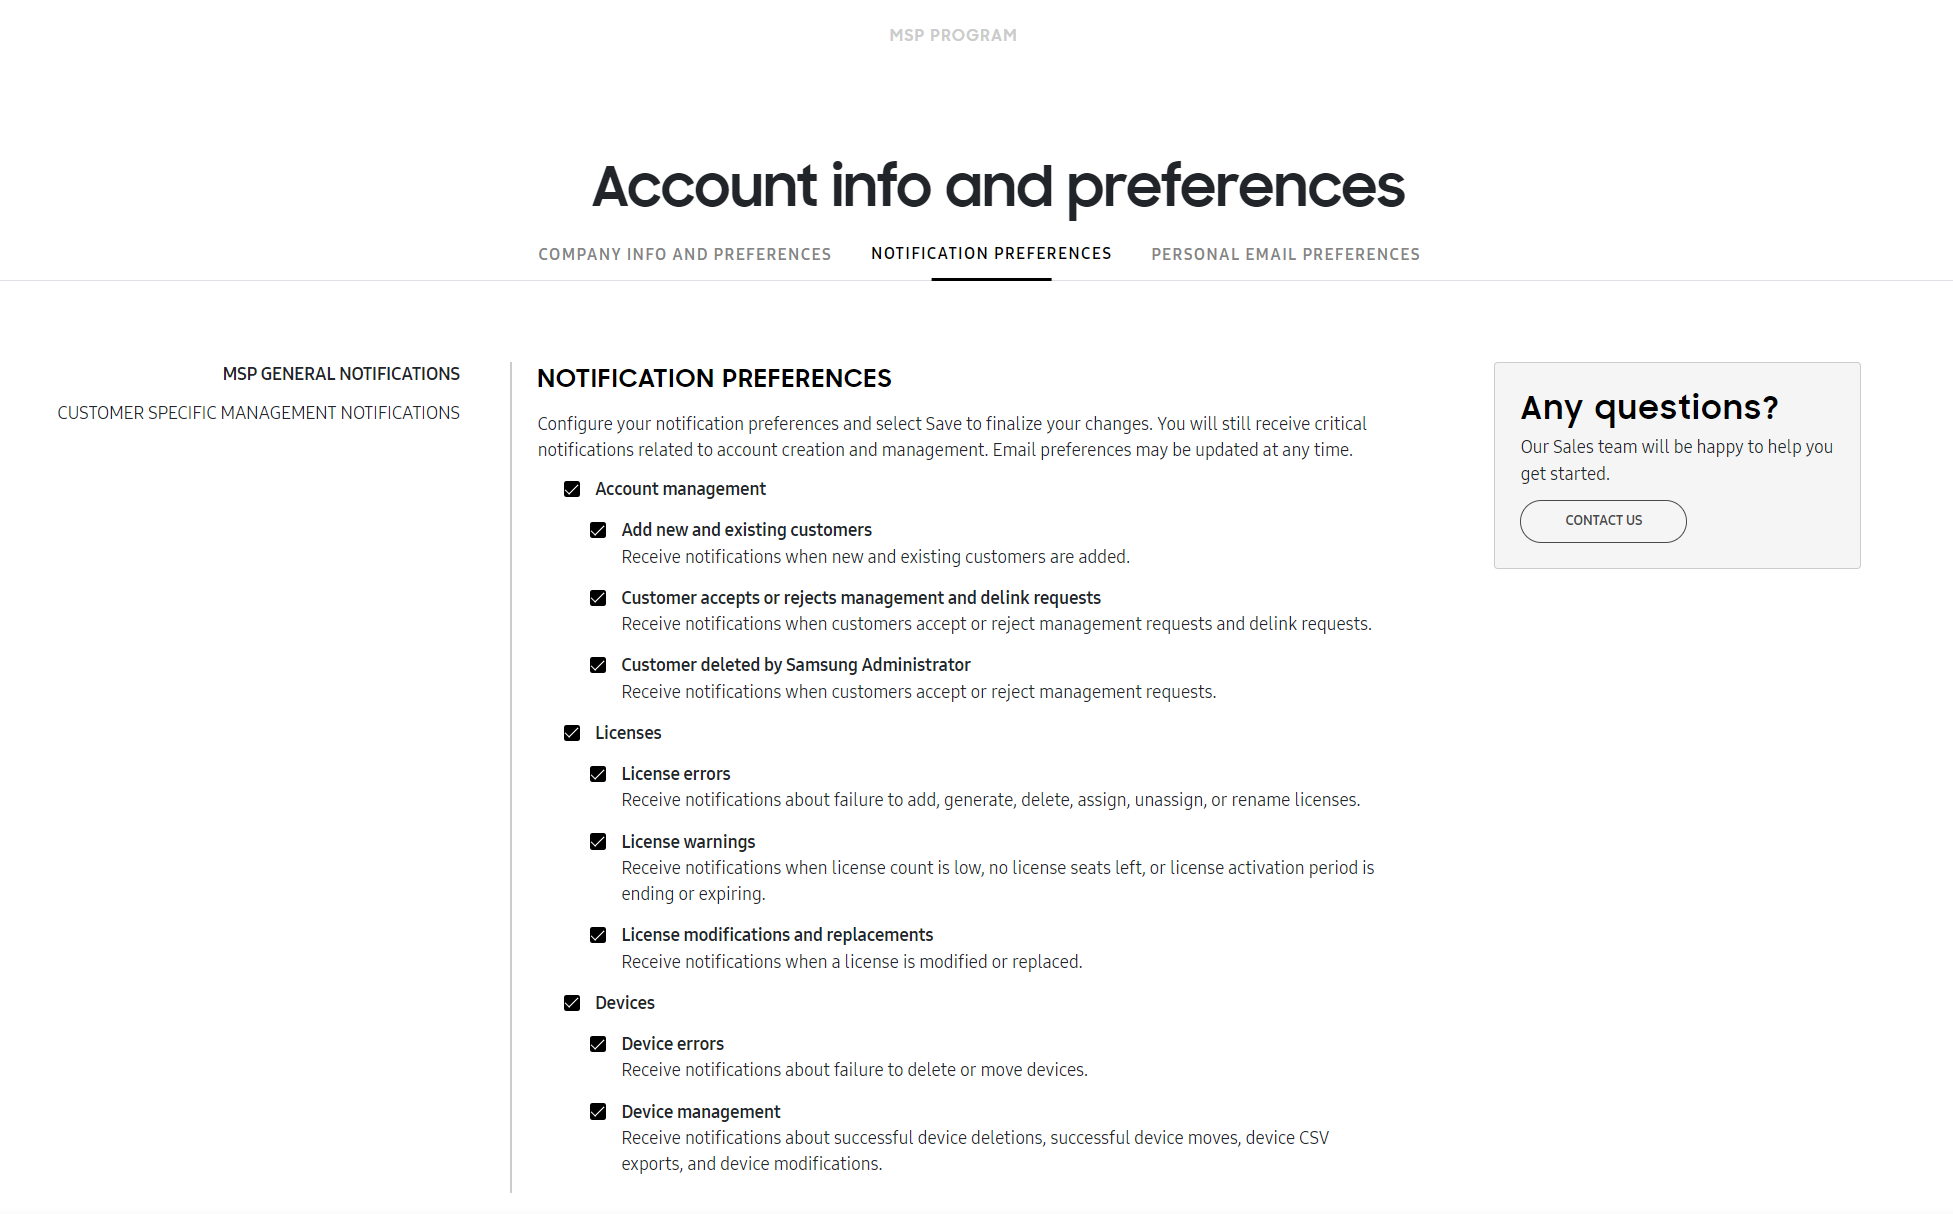 MSP PROGRAM
Account info and preferences
COMPANY INFO AND PREFERENCES
NOTIFICATION PREFERENCES
PERSONAL EMAIL PREFERENCES
MSP GENERAL NOTIFICATIONS
CUSTOMER SPECIFIC MANAGEMENT NOTIFICATIONS
NOTIFICATION PREFERENCES
Configure your notification preferences and select Save to finalize your changes. You will still receive critical
notifications related to account creation and management. Email preferences may be updated at any time.
Account management
Add new and existing customers
Receive notifications when new and existing customers are added.
Customer accepts or rejects management and delink requests
Receive notifications when customers accept or reject management requests and delink requests.
Customer deleted by Samsung Administrator
Receive notifications when customers accept or reject management requests.
Licenses
License errors
Receive notifications about failure to add, generate, delete, assign, unassign, or rename licenses.
License warnings
Receive notifications when license count is low, no license seats left, or license activation period is
ending or expiring.
License modifications and replacements
Receive notifications when a license is modified or replaced.
Devices
Device errors
Receive notifications about failure to delete or move devices.
Device management
Receive notifications about successful device deletions, successful device moves, device CSV
exports, and device modifications.
Any questions?
Our Sales team will be happy to help you
get started.
CONTACT US